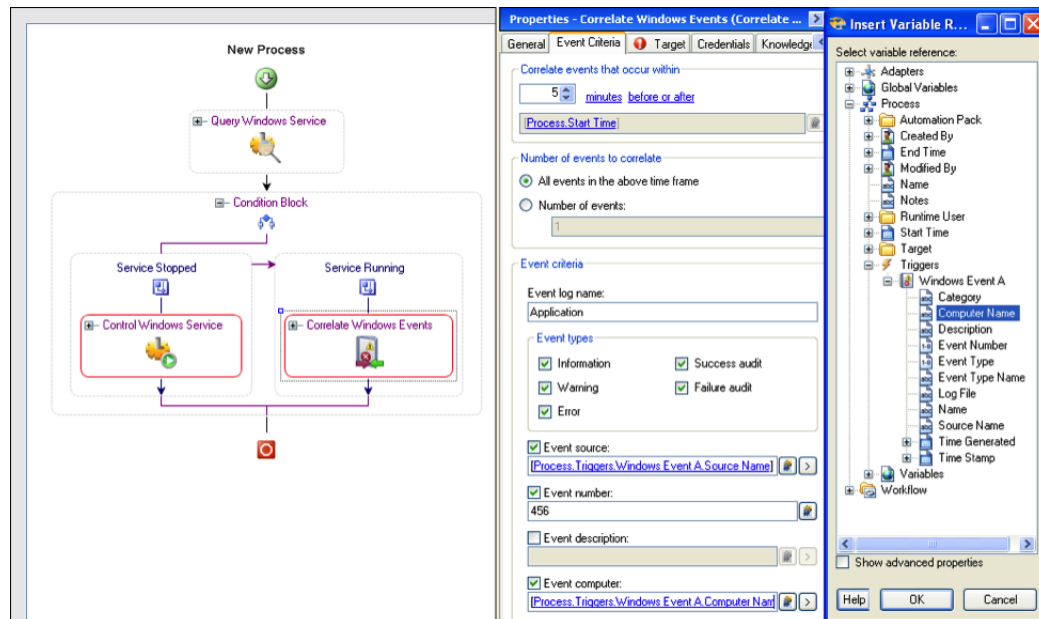 New Process
Query Windows Service
Condition Block
Service Stopped
Service Running
Control Windows Service
Correlate Windows Events
Properties - Correlate Windows Events (Correlate ...
General
Event Criteria
Target
Credentials
Knowledge
Correlate events that occur within
5
minutes before or after
[Process.Start Time]
Number of events to correlate
All events in the above time frame
Number of events:
1
Event criteria
Event log name:
Application
Event types
Information
Success audit
Warning
Failure audit
Error
Event source:
[Process.Triggers.Windows Event A.Source Name]
Event number:
456
Event description:
Event computer:
[Process.Triggers.Windows Event A.Computer Nam
Insert Variable R...
Select variable reference:
Adapters
Global Variables
Process
Automation Pack
Created By
End Time
Modified By
Name
Notes
Runtime User
Start Time
Target
Triggers
Windows Event A
Category
Computer Name
Description
Event Number
Event Type
Event Type Name
Log File
Name
Source Name
Time Generated
Time Stamp
Variables
Workflow
Show advanced properties
Help
OK
Cancel